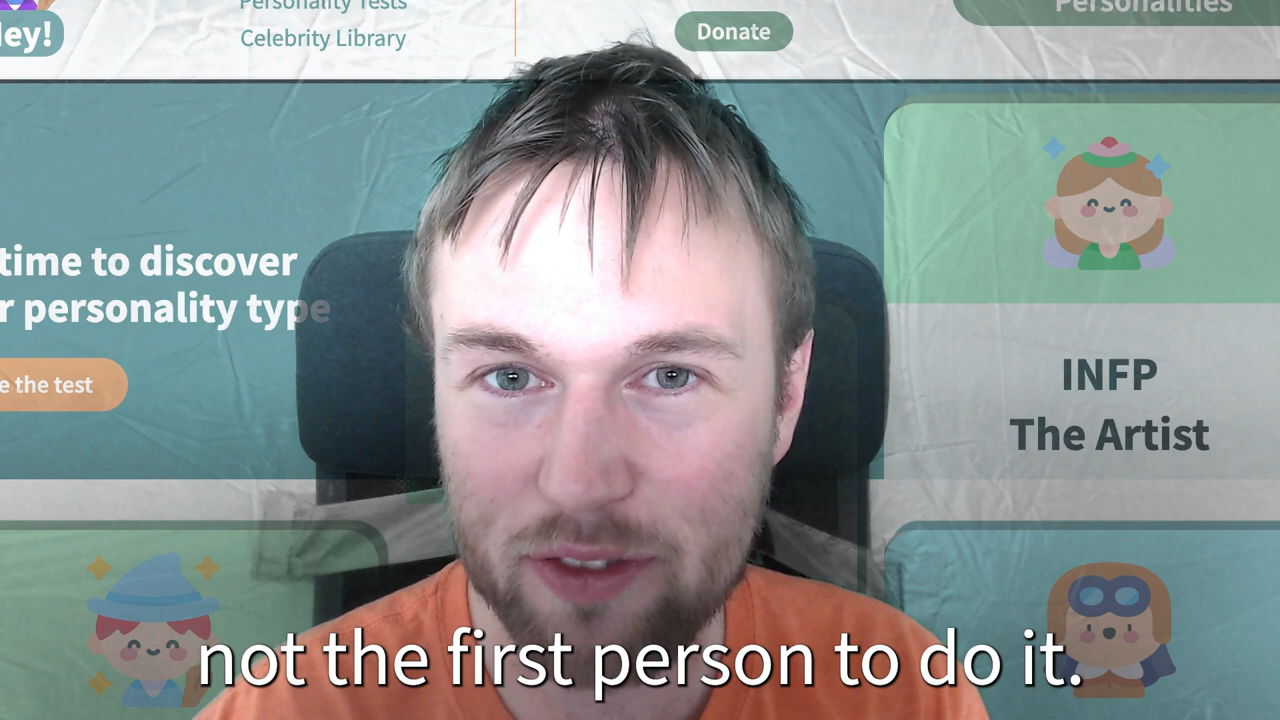 Hey!
Personality Tests
Celebrity Library
Donate
Personalities
time to discover
r personality type
e the test
INFP
The Artist
not the first person to do it.